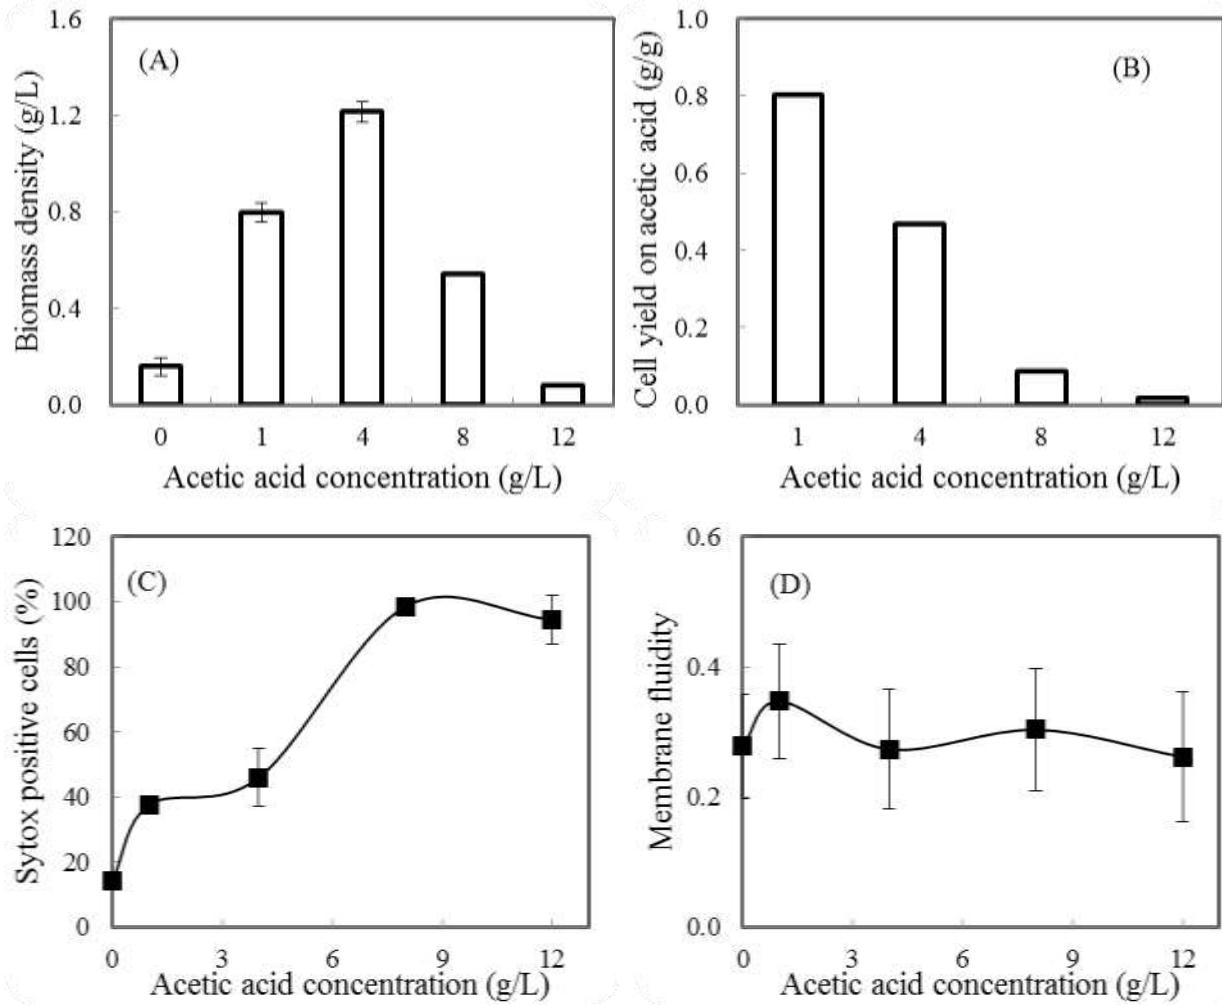 (A)
Biomass density (g/L)
1.6
1.2
0.8
0.4
0.0
0 1 4 8 12
Acetic acid concentration (g/L)
(B)
Cell yield on acetic acid (g/g)
1.0
0.8
0.6
0.4
0.2
0.0
1 4 8 12
Acetic acid concentration (g/L)
(C)
Sytox positive cells (%)
120
100
80
60
40
20
0
0 3 6 9 12
Acetic acid concentration (g/L)
(D)
Membrane fluidity
0.6
0.4
0.2
0.0
0 3 6 9 12
Acetic acid concentration (g/L)